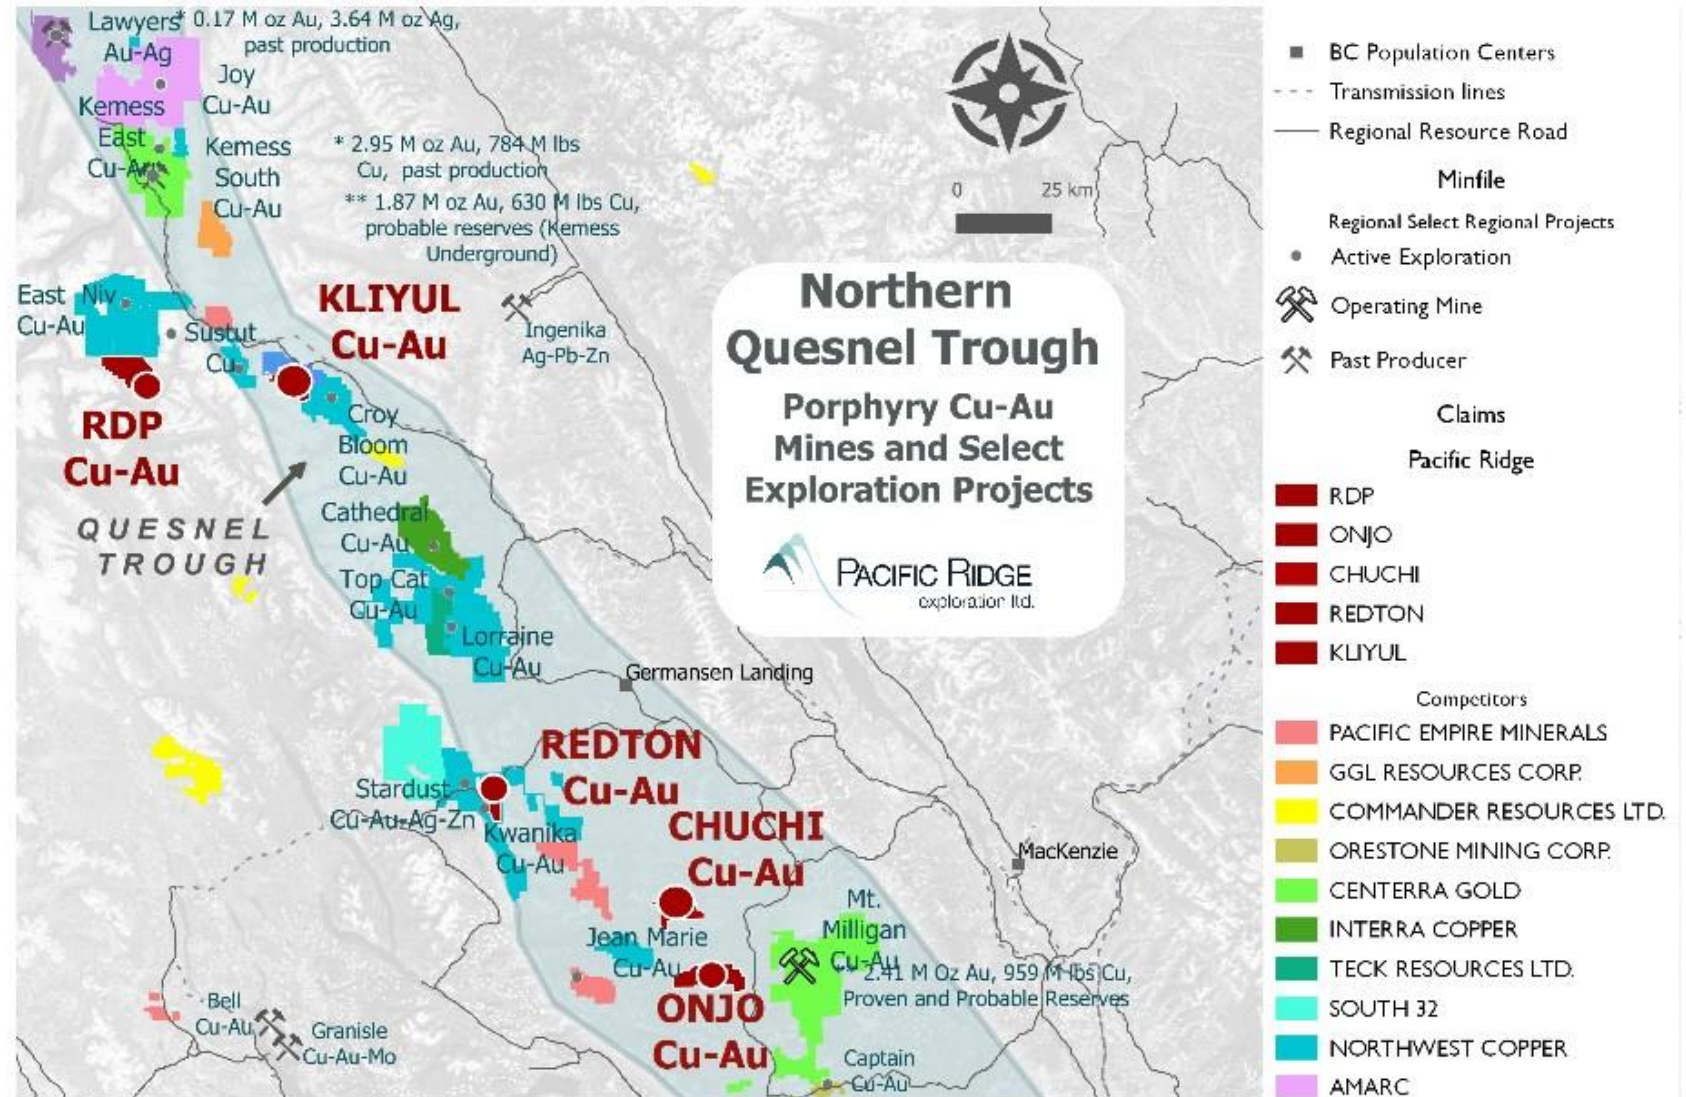 Lawyers
Au-Ag
* 0.17 M oz Au, 3.64 M oz Ag,
past production
Joy
Cu-Au
Kemess
East
Cu-Au
Kemess
South
Cu-Au
* 2.95 M oz Au, 784 M lbs
Cu, past production
** 1.87 M oz Au, 630 M lbs Cu,
probable reserves (Kemess
Underground)
0 25 km
East Niv
Cu-Au
Sustut
Cu
KLIYUL
Cu-Au
Ingenika
Ag-Pb-Zn
RDP
Cu-Au
Croy
Bloom
Cu-Au
QUESNEL
TROUGH
Cathedral
Cu-Au
Top Cat
Cu-Au
Lorraine
Cu-Au
Northern
Quesnel Trough
Porphyry Cu-Au
Mines and Select
Exploration Projects
PACIFIC RIDGE
exploration ltd.
Germansen Landing
REDTON
Cu-Au
Stardust
Cu-Au-Ag-Zn
Kwanika
Cu-Au
CHUCHI
Cu-Au
MacKenzie
Mt.
Milligan
Cu-Au
** 2.41 M Oz Au, 959 M lbs Cu,
Proven and Probable Reserves
Jean Marie
Cu-Au
ONJO
Cu-Au
Bell
Cu-Au
Granisle
Cu-Au-Mo
Captain
Cu-Au
BC Population Centers
Transmission lines
Regional Resource Road
Minfile
Regional Select Regional Projects
Active Exploration
Operating Mine
Past Producer
Claims
Pacific Ridge
RDP
ONJO
CHUCHI
REDTON
KLIYUL
Competitors
PACIFIC EMPIRE MINERALS
GGL RESOURCES CORP.
COMMANDER RESOURCES LTD.
ORESTONE MINING CORP.
CENTERRA GOLD
INTERRA COPPER
TECK RESOURCES LTD.
SOUTH 32
NORTHWEST COPPER
AMARC